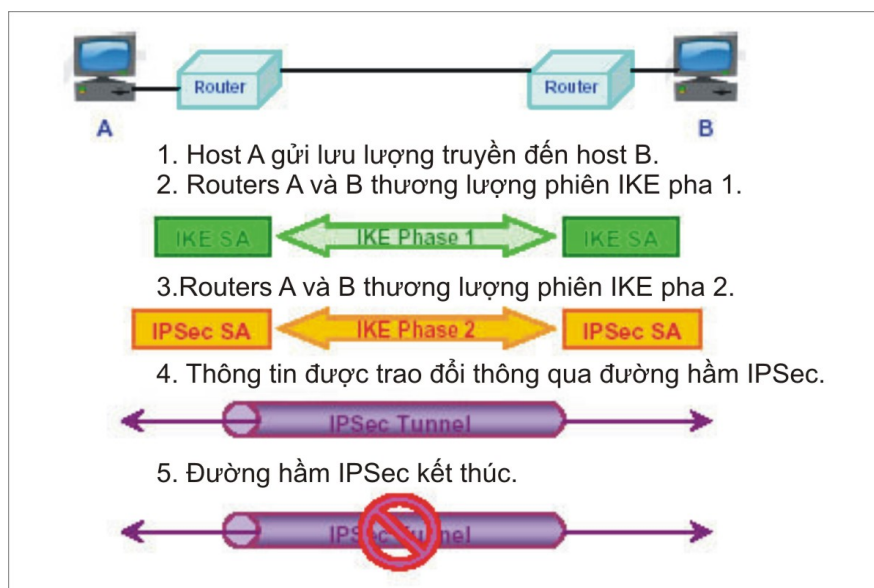 Router
Router
A
B
1. Host A gửi lưu lượng truyền đến host B.
2. Routers A và B thương lượng phiên IKE pha 1.
IKE SA
IKE Phase 1
IKE SA
3.Routers A và B thương lượng phiên IKE pha 2.
IPSec SA
IKE Phase 2
IPSec SA
4. Thông tin được trao đổi thông qua đường hầm IPSec.
IPSec Tunnel
5. Đường hầm IPSec kết thúc.